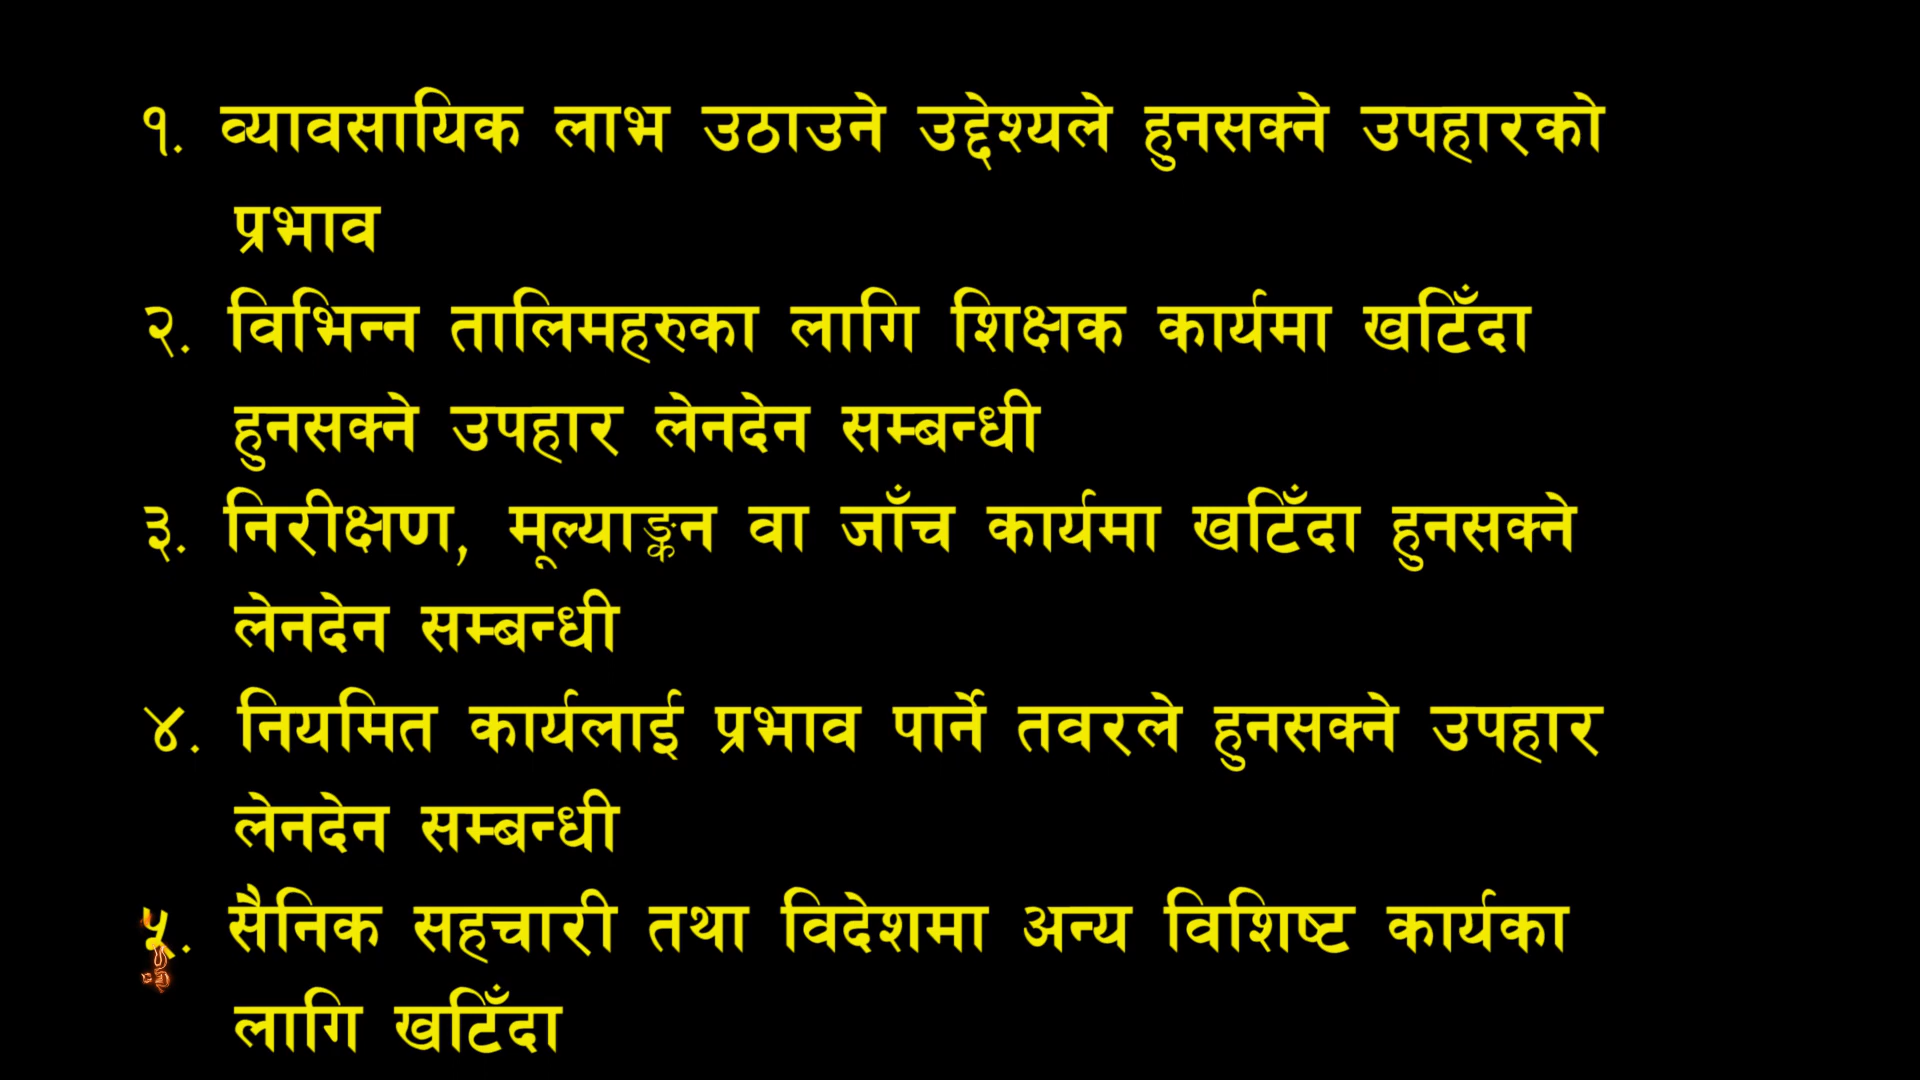 १. व्यावसायिक लाभ उठाउने उद्देश्यले हुनसक्ने उपहारको
प्रभाव
२. विभिन्न तालिमहरुका लागि शिक्षक कार्यमा खटिँदा
हुनसक्ने उपहार लेनदेन सम्बन्धी
३. निरीक्षण, मूल्याङ्कन वा जाँच कार्यमा खटिँदा हुनसक्ने
लेनदेन सम्बन्धी
४. नियमित कार्यलाई प्रभाव पार्ने तवरले हुनसक्ने उपहार
लेनदेन सम्बन्धी
५. सैनिक सहचारी तथा विदेशमा अन्य विशिष्ट कार्यका
लागि खटिँदा